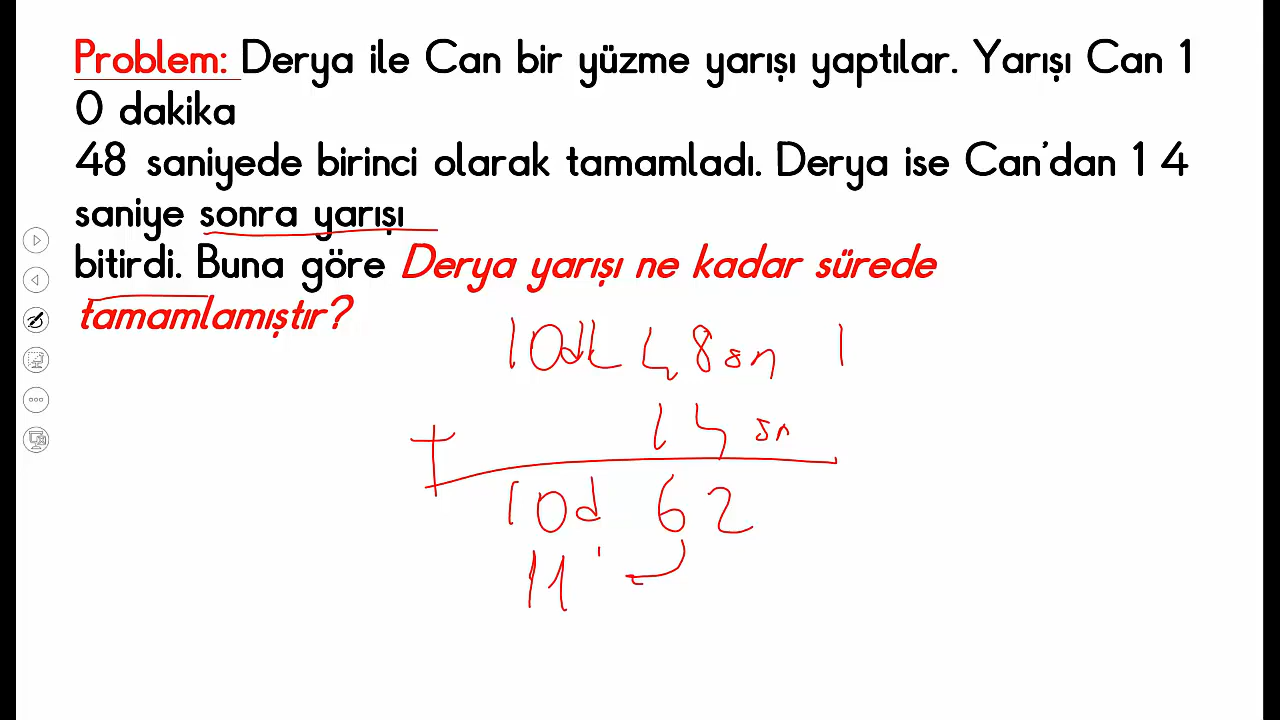 Problem: Derya ile Can bir yüzme yarışı yaptılar. Yarışı Can 1
0 dakika
48 saniyede birinci olarak tamamladı. Derya ise Can'dan 1 4
saniye sonra yarışı
bitirdi. Buna göre Derya yarışı ne kadar sürede
tamamlamıştır?
10dk 48sn 1
+ 14 sn
10d 62
11